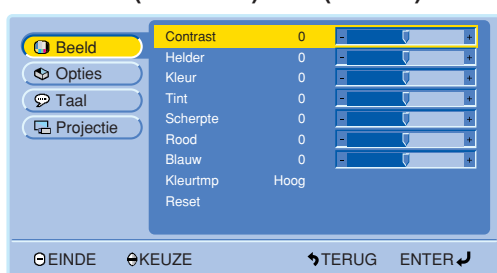 Beeld
Opties
Taal
Projectie
Contrast 0 - +
Helder 0 - +
Kleur 0 - +
Tint 0 - +
Scherpte 0 - +
Rood 0 - +
Blauw 0 - +
Kleurtmp Hoog
Reset
EINDE KEUZE TERUG ENTER